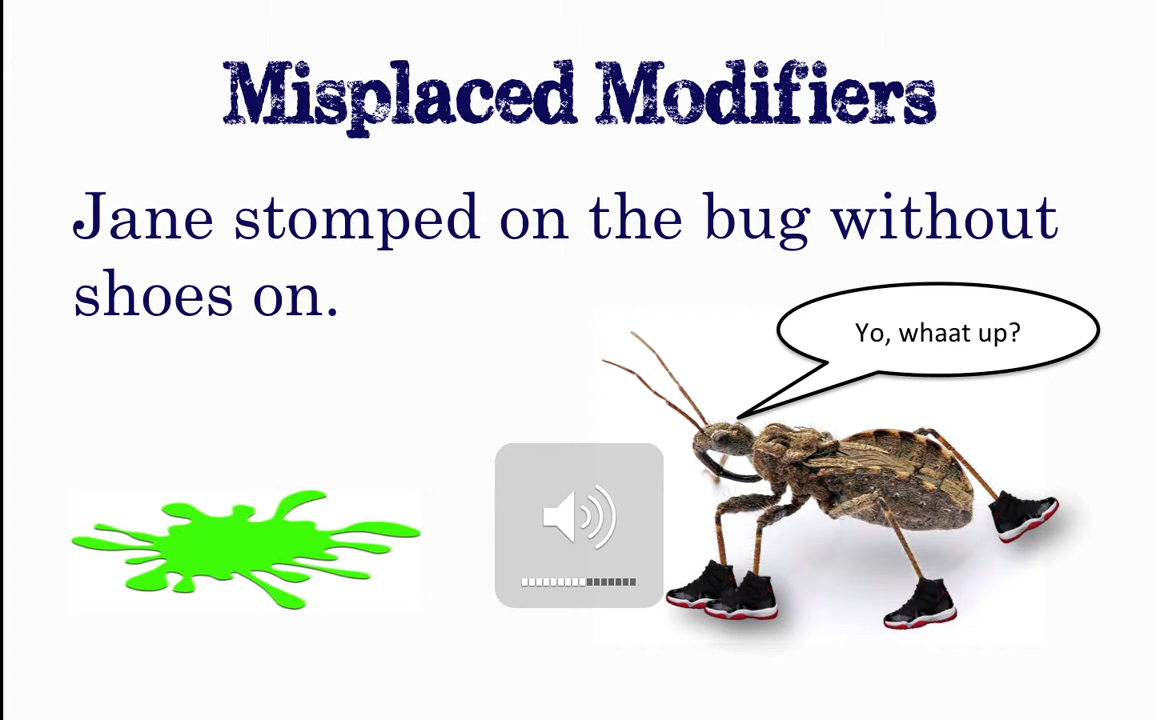 Misplaced Modifiers
Jane stomped on the bug without
shoes on.
Yo, whaat up?